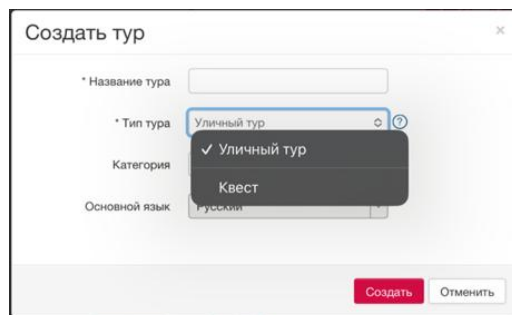 Создать тур
×
* Название тура
* Тип тура
Уличный тур
?
✓ Уличный тур
Категория
Квест
Основной язык
Русский
Создать
Отменить